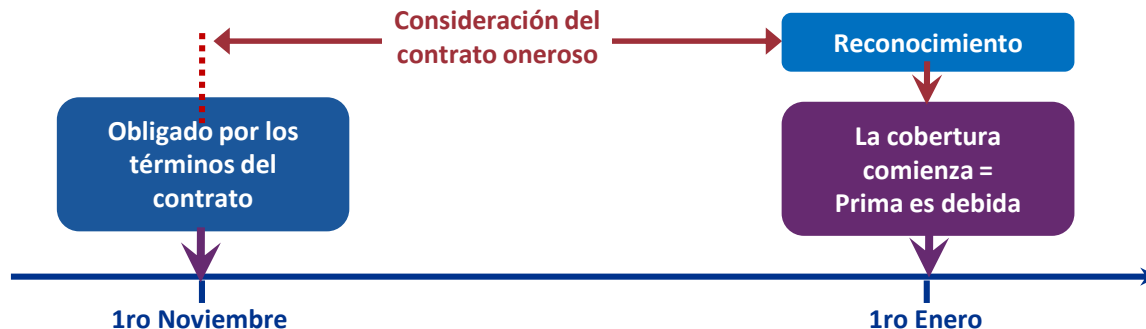 Consideración del
contrato oneroso
Reconocimiento
Obligado por los
términos del
contrato
La cobertura
comienza =
Prima es debida
1ro Noviembre
1ro Enero